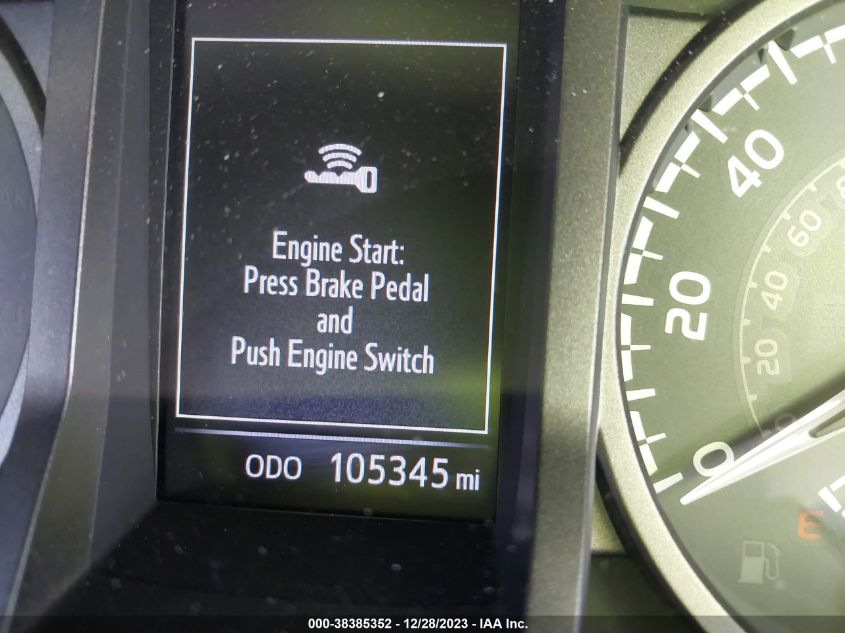 Engine Start:
Press Brake Pedal
and
Push Engine Switch
ODO 105345 mi
40
20
0
60
40
20
E
000-38385352 - 12/28/2023 - IAA Inc.